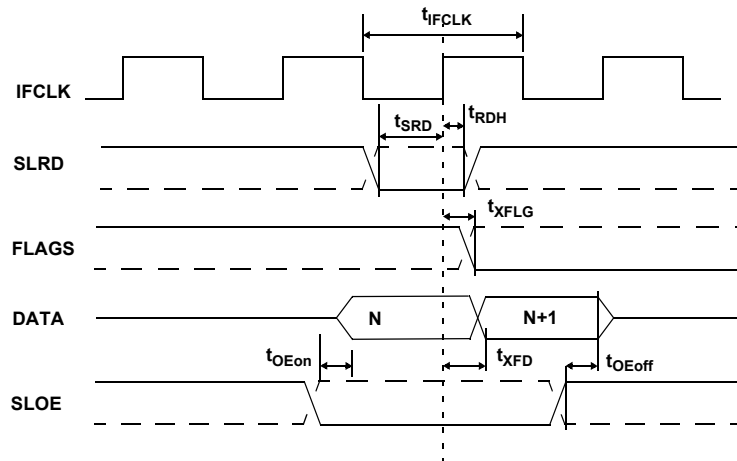 tIFCLK
IFCLK
tSRD
tRDH
SLRD
tXFLG
FLAGS
DATA
N
N+1
tOEon
tXFD
tOEoff
SLOE